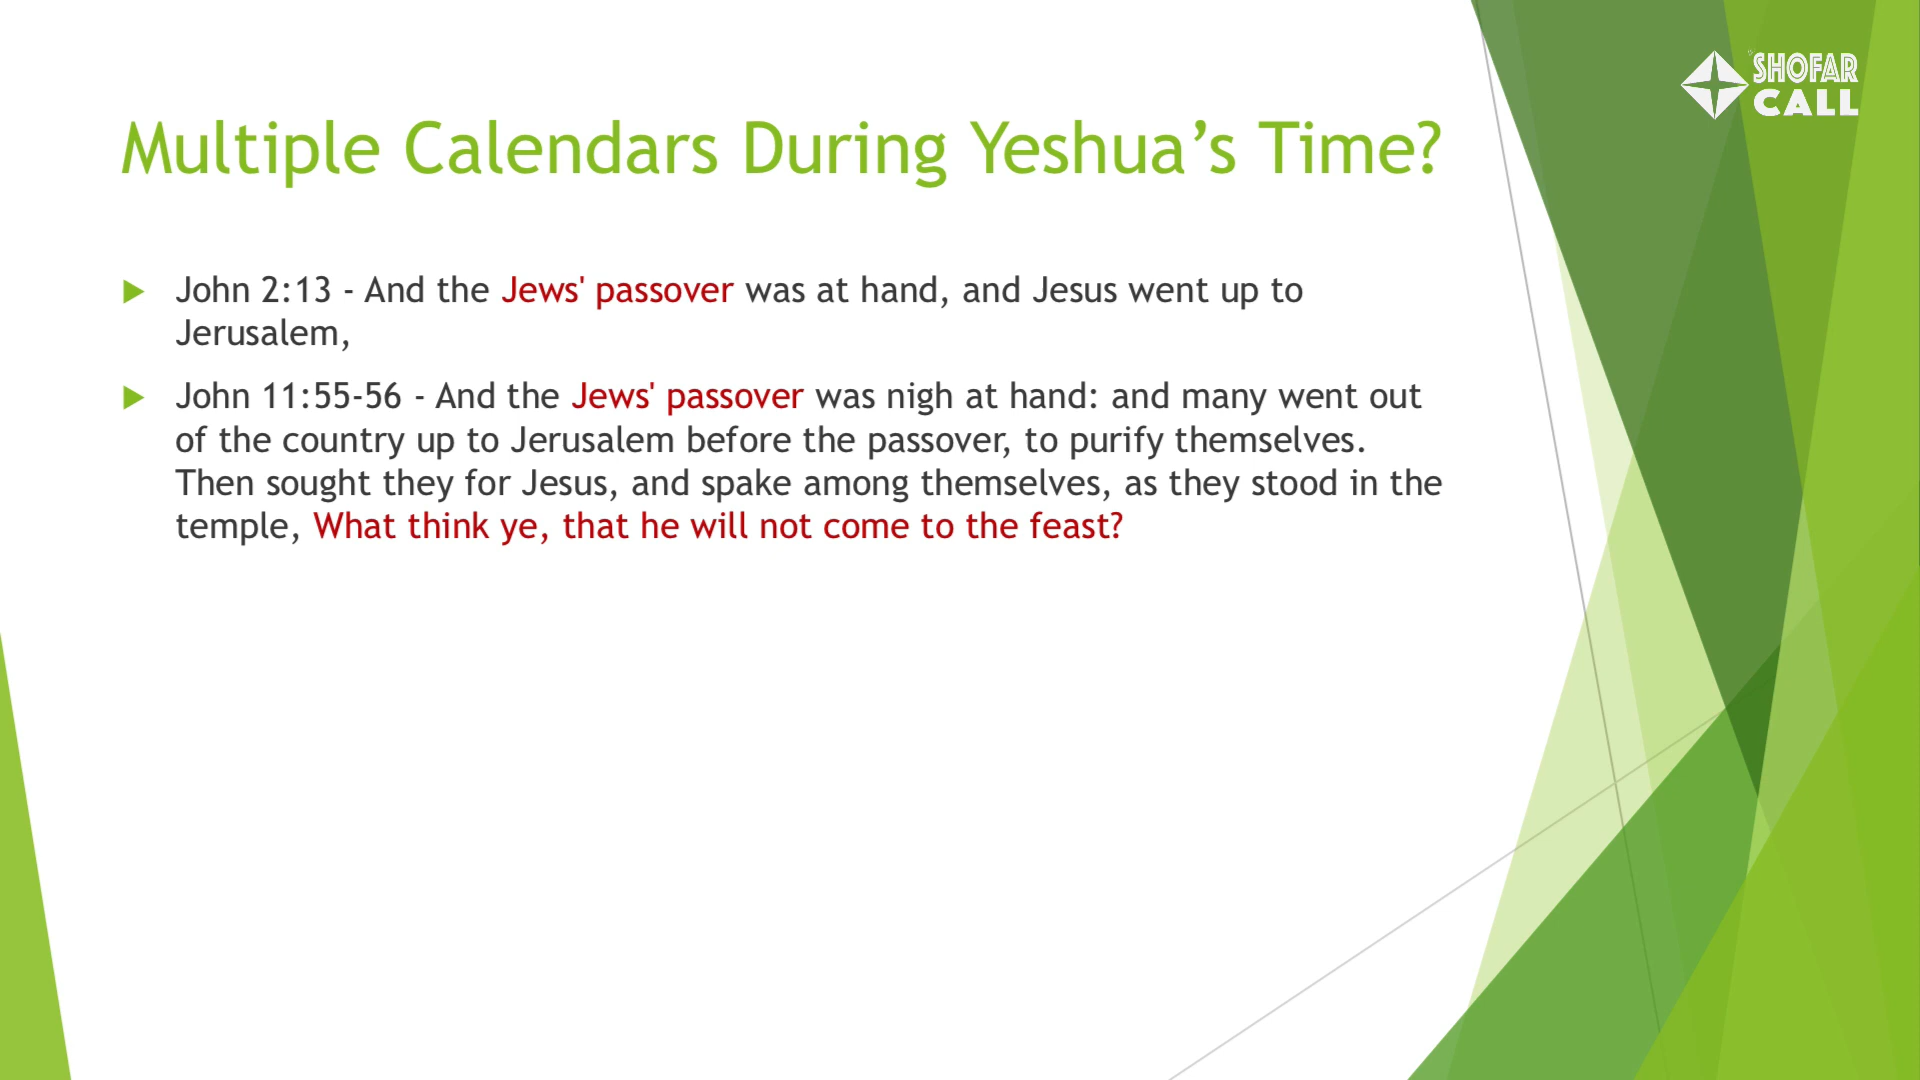 SHOFAR
CALL
Multiple Calendars During Yeshua’s Time?
John 2:13 - And the Jews' passover was at hand, and Jesus went up to
Jerusalem,
John 11:55-56 - And the Jews' passover was nigh at hand: and many went out
of the country up to Jerusalem before the passover, to purify themselves.
Then sought they for Jesus, and spake among themselves, as they stood in the
temple, What think ye, that he will not come to the feast?